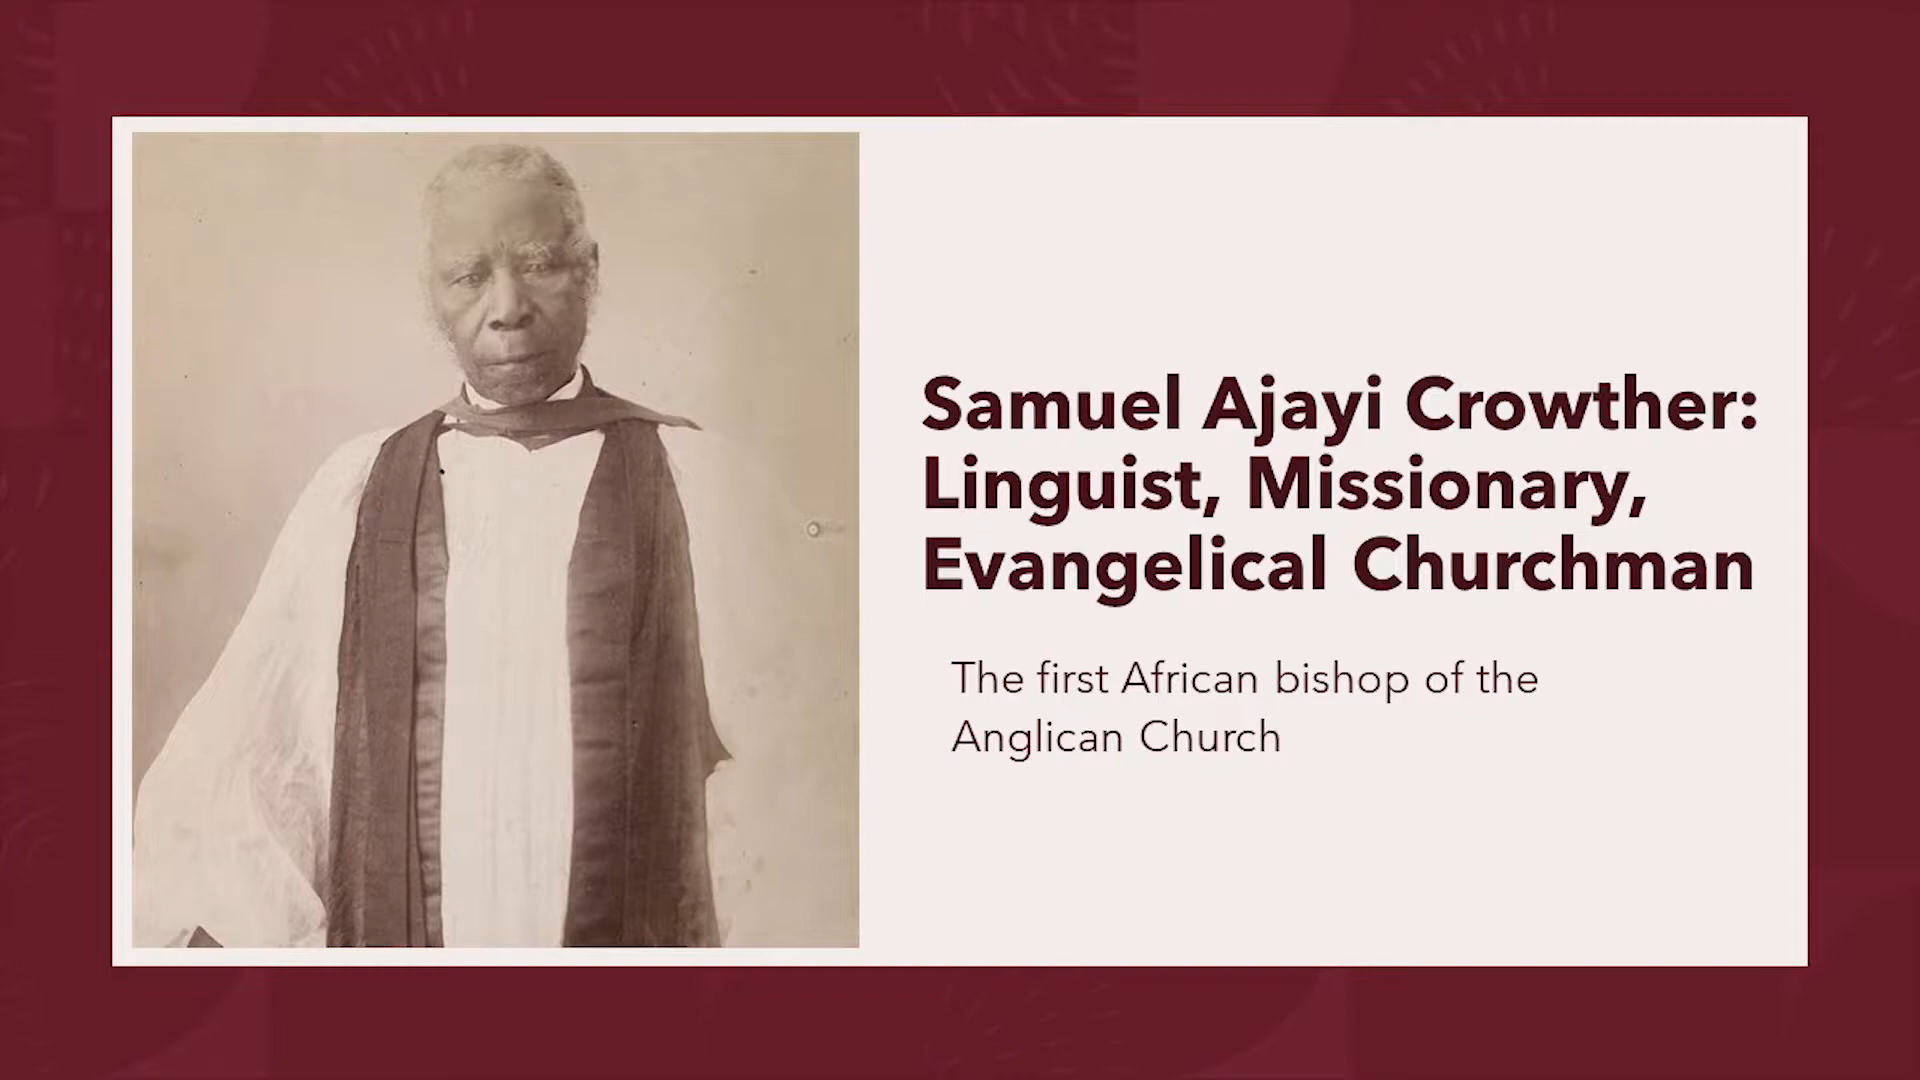 Samuel Ajayi Crowther:
Linguist, Missionary,
Evangelical Churchman
The first African bishop of the
Anglican Church